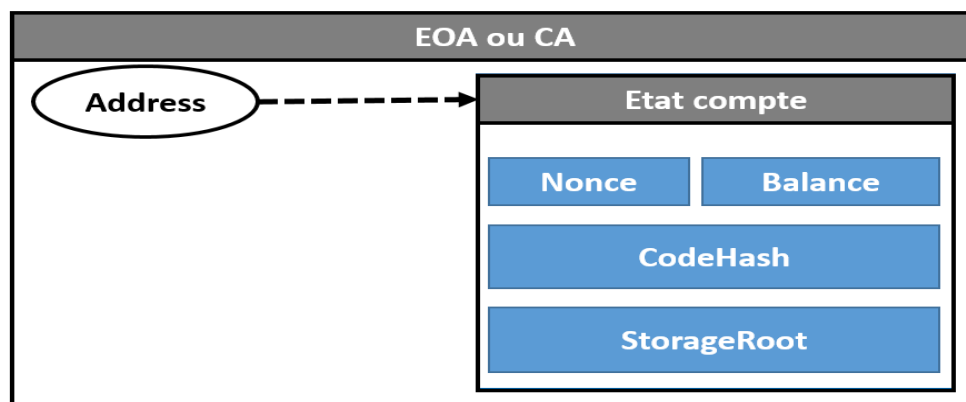 EOA ou CA
Address
Etat compte
Nonce
Balance
CodeHash
StorageRoot